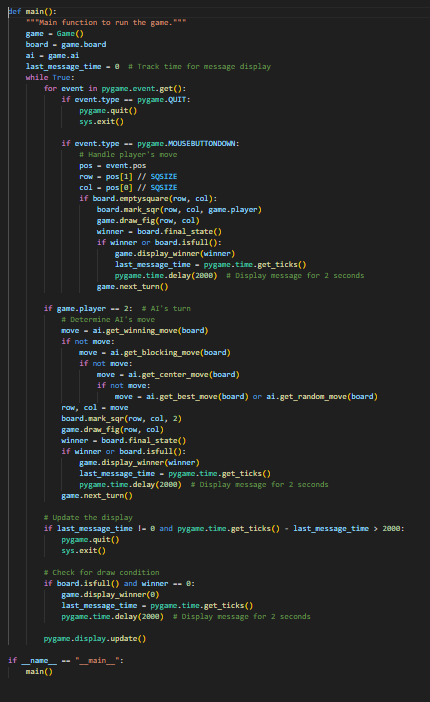 def main():
    """Main function to run the game."""
    game = Game()
    board = game.board
    ai = game.ai
    last_message_time = 0  # Track time for message display
    while True:
        for event in pygame.event.get():
            if event.type == pygame.QUIT:
                pygame.quit()
                sys.exit()

            if event.type == pygame.MOUSEBUTTONDOWN:
                # Handle player's move
                pos = event.pos
                row = pos[1] // SQSIZE
                col = pos[0] // SQSIZE
                if board.emptysquare(row, col):
                    board.mark_sqr(row, col, game.player)
                    game.draw_fig(row, col)
                    winner = board.final_state()
                    if winner or board.isfull():
                        game.display_winner(winner)
                        last_message_time = pygame.time.get_ticks()
                        pygame.time.delay(2000)  # Display message for 2 seconds
                    game.next_turn()

        if game.player == 2:  # AI's turn
            # Determine AI's move
            move = ai.get_winning_move(board)
            if not move:
                move = ai.get_blocking_move(board)
                if not move:
                    move = ai.get_center_move(board)
                    if not move:
                        move = ai.get_best_move(board) or ai.get_random_move(board)
            row, col = move
            board.mark_sqr(row, col, 2)
            game.draw_fig(row, col)
            winner = board.final_state()
            if winner or board.isfull():
                game.display_winner(winner)
                last_message_time = pygame.time.get_ticks()
                pygame.time.delay(2000)  # Display message for 2 seconds
            game.next_turn()

        # Update the display
        if last_message_time != 0 and pygame.time.get_ticks() - last_message_time > 2000:
            pygame.quit()
            sys.exit()

        # Check for draw condition
        if board.isfull() and winner == 0:
            game.display_winner(0)
            last_message_time = pygame.time.get_ticks()
            pygame.time.delay(2000)  # Display message for 2 seconds

        pygame.display.update()

if __name__ == "__main__":
    main()